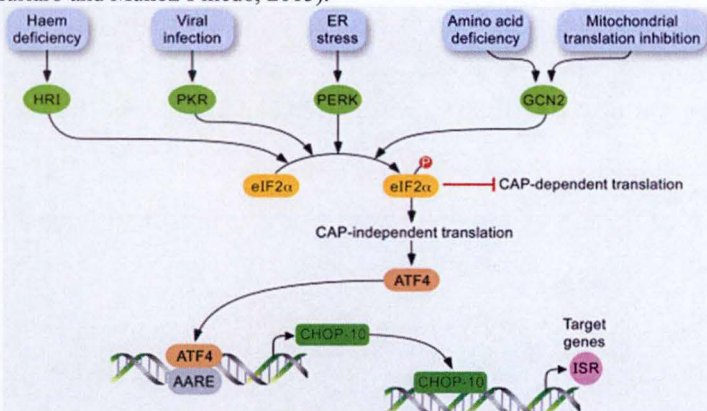 Haem
deficiency
Viral
infection
ER
stress
Amino acid
deficiency
Mitochondrial
translation inhibition
HRI
PKR
PERK
GCN2
P
eIF2α
eIF2α
CAP-dependent translation
CAP-independent translation
ATF4
Target
genes
CHOP-10
ISR
ATF4
AARE
CHOP-10